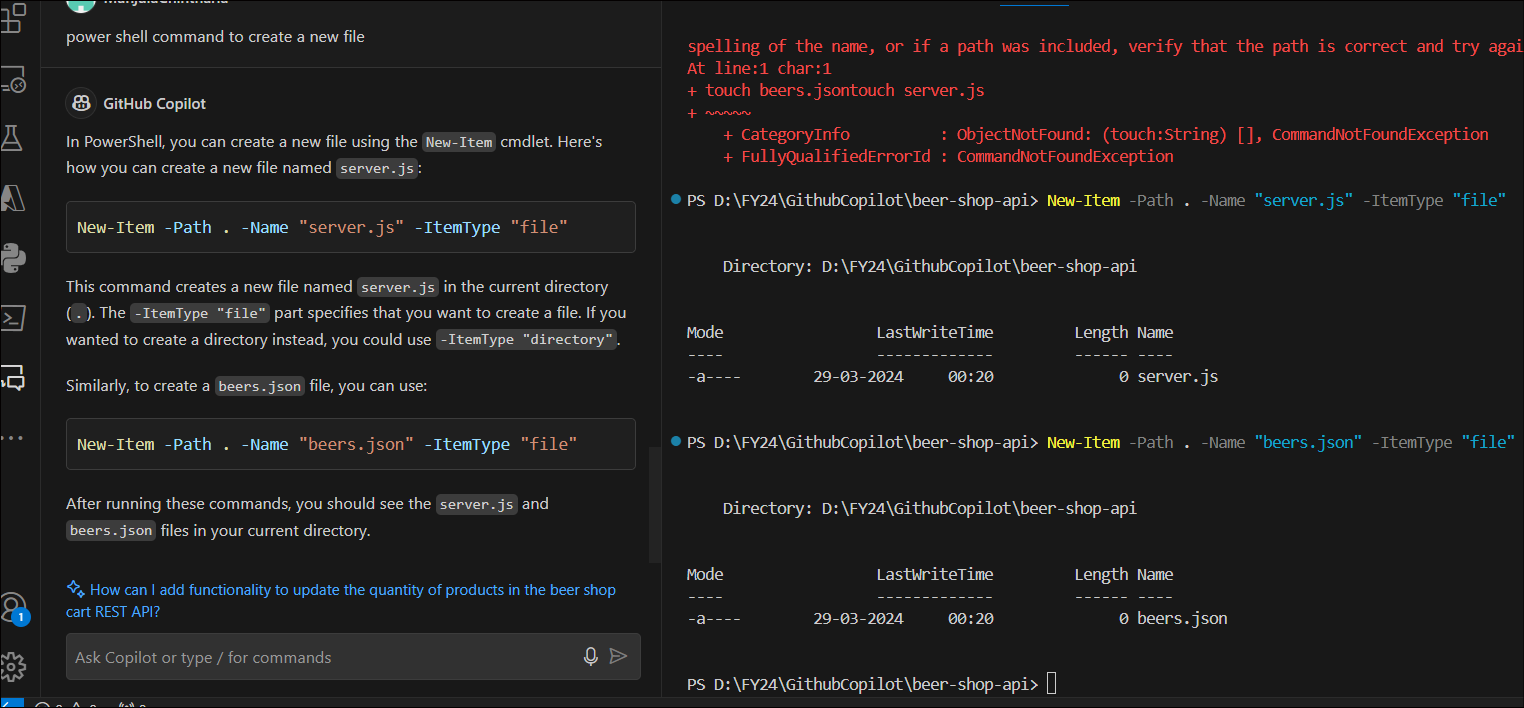 power shell command to create a new file
GitHub Copilot
In PowerShell, you can create a new file using the New-Item cmdlet. Here's
how you can create a new file named server.js:
New-Item -Path . -Name "server.js" -ItemType "file"
This command creates a new file named server.js in the current directory
(.). The -ItemType "file" part specifies that you want to create a file. If you
wanted to create a directory instead, you could use -ItemType "directory".
Similarly, to create a beers.json file, you can use:
New-Item -Path . -Name "beers.json" -ItemType "file"
After running these commands, you should see the server.js and
beers.json files in your current directory.
How can I add functionality to update the quantity of products in the beer shop
cart REST API?
Ask Copilot or type / for commands
1
spelling of the name, or if a path was included, verify that the path is correct and try agai
At line:1 char:1
+ touch beers.jsontouch server.js
+ ~~~~~
+ CategoryInfo : ObjectNotFound: (touch:String) [], CommandNotFoundException
+ FullyQualifiedErrorId : CommandNotFoundException
PS D:\FY24\GithubCopilot\beer-shop-api> New-Item -Path . -Name "server.js" -ItemType "file"
Directory: D:\FY24\GithubCopilot\beer-shop-api
Mode LastWriteTime Length Name
---- ------------- ------ ----
-a---- 29-03-2024 00:20 0 server.js
PS D:\FY24\GithubCopilot\beer-shop-api> New-Item -Path . -Name "beers.json" -ItemType "file"
Directory: D:\FY24\GithubCopilot\beer-shop-api
Mode LastWriteTime Length Name
---- ------------- ------ ----
-a---- 29-03-2024 00:20 0 beers.json
PS D:\FY24\GithubCopilot\beer-shop-api>